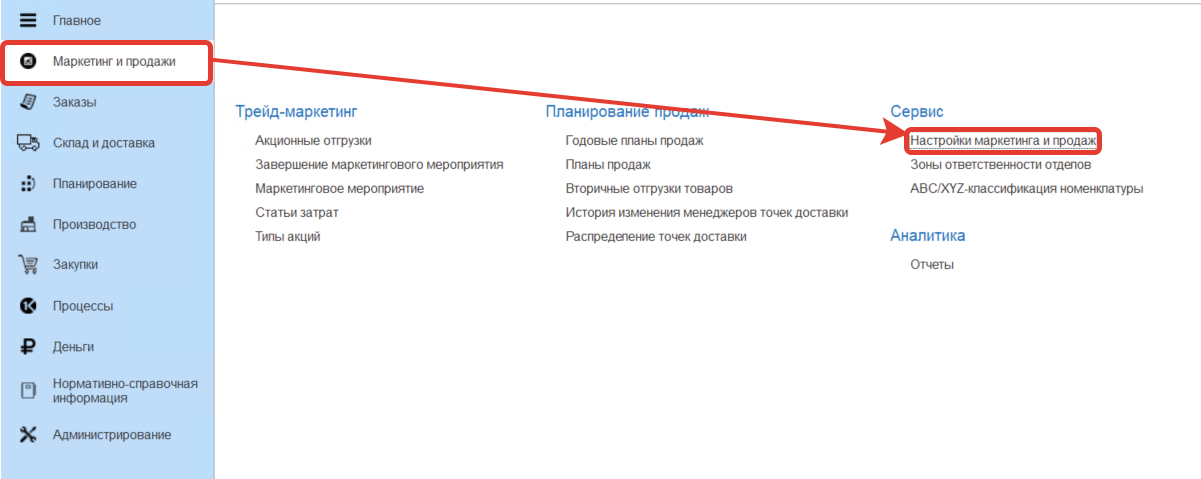 Главное
Маркетинг и продажи
Заказы
Склад и доставка
Планирование
Производство
Закупки
Процессы
Деньги
Нормативно-справочная
информация
Администрирование
Трейд-маркетинг
Акционные отгрузки
Завершение маркетингового мероприятия
Маркетинговое мероприятие
Статьи затрат
Типы акций
Планирование продаж
Годовые планы продаж
Планы продаж
Вторичные отгрузки товаров
История изменения менеджеров точек доставки
Распределение точек доставки
Сервис
Настройки маркетинга и продаж
Зоны ответственности отделов
ABC/XYZ-классификация номенклатуры
Аналитика
Отчеты